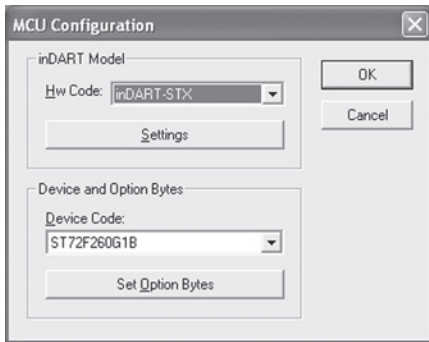 MCU Configuration
inDART Model
Hw Code: inDART-STX
Settings
OK
Cancel
Device and Option Bytes
Device Code:
ST72F260G1B
Set Option Bytes